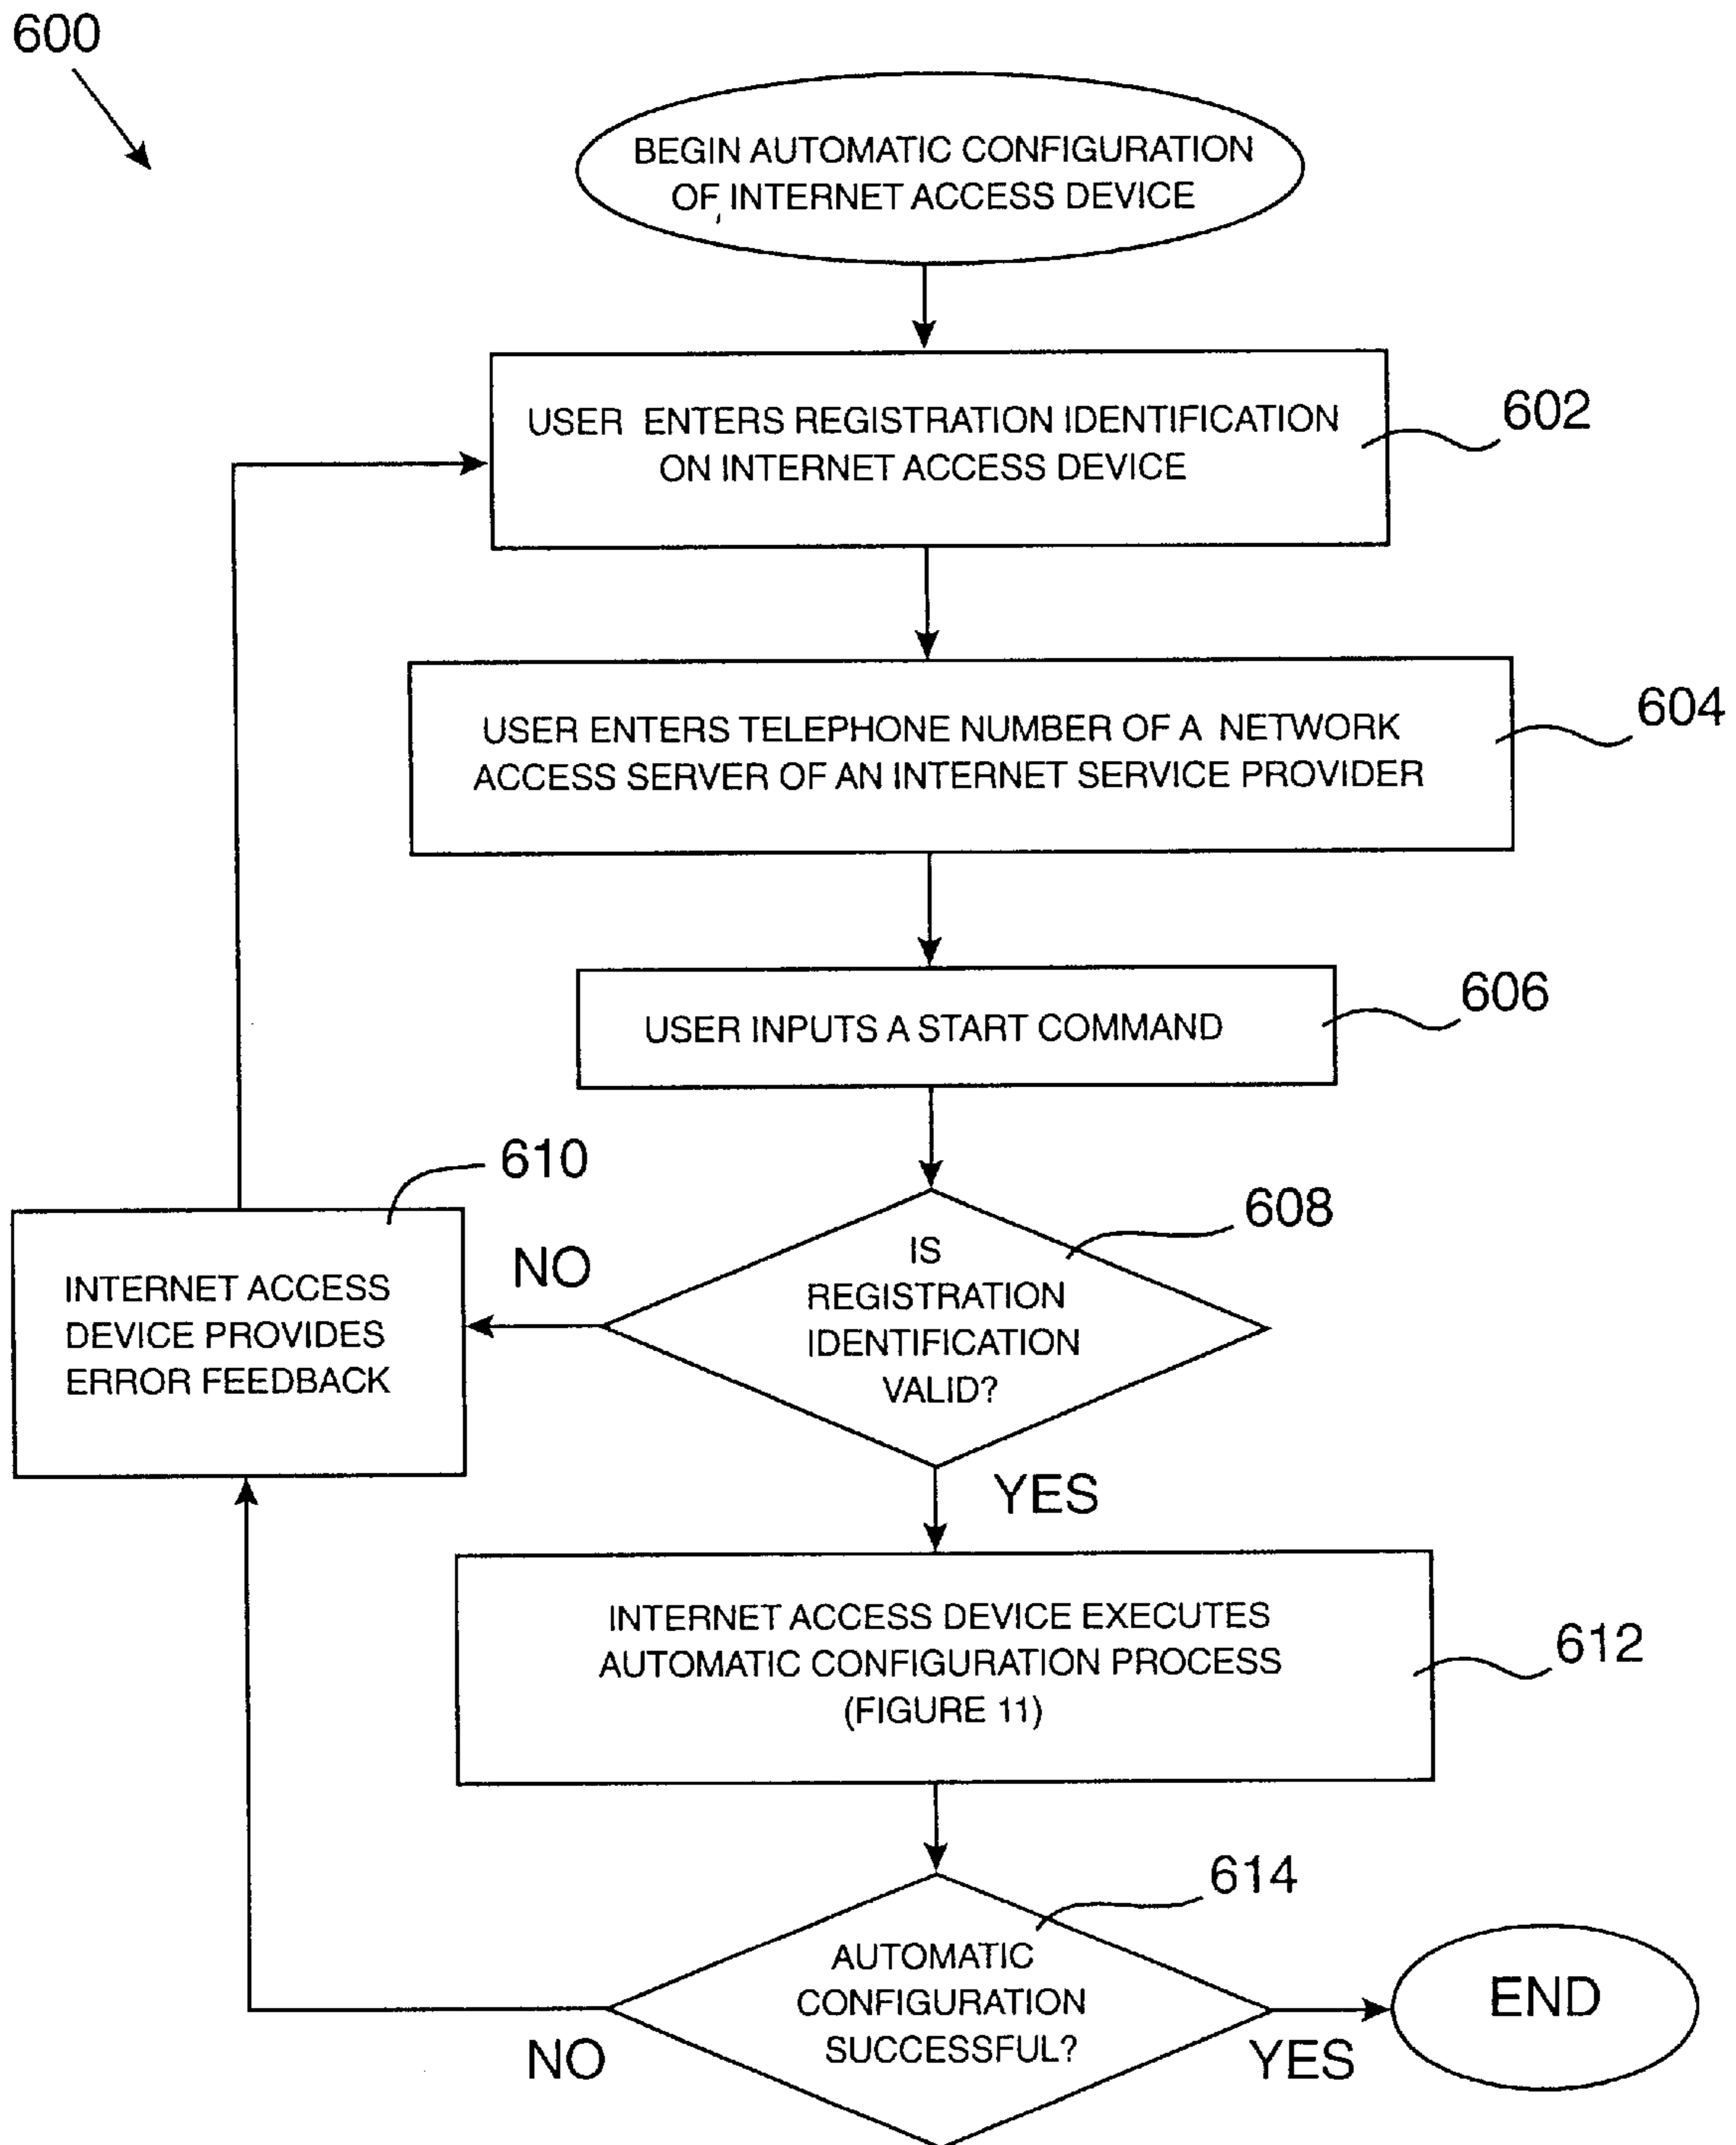 600
BEGIN AUTOMATIC CONFIGURATION
OF INTERNET ACCESS DEVICE
USER ENTERS REGISTRATION IDENTIFICATION
ON INTERNET ACCESS DEVICE
602
USER ENTERS TELEPHONE NUMBER OF A NETWORK
ACCESS SERVER OF AN INTERNET SERVICE PROVIDER
604
USER INPUTS A START COMMAND
606
610
INTERNET ACCESS
DEVICE PROVIDES
ERROR FEEDBACK
NO
608
IS
REGISTRATION
IDENTIFICATION
VALID?
YES
INTERNET ACCESS DEVICE EXECUTES
AUTOMATIC CONFIGURATION PROCESS
(FIGURE 11)
612
614
AUTOMATIC
CONFIGURATION
SUCCESSFUL?
NO
YES
END